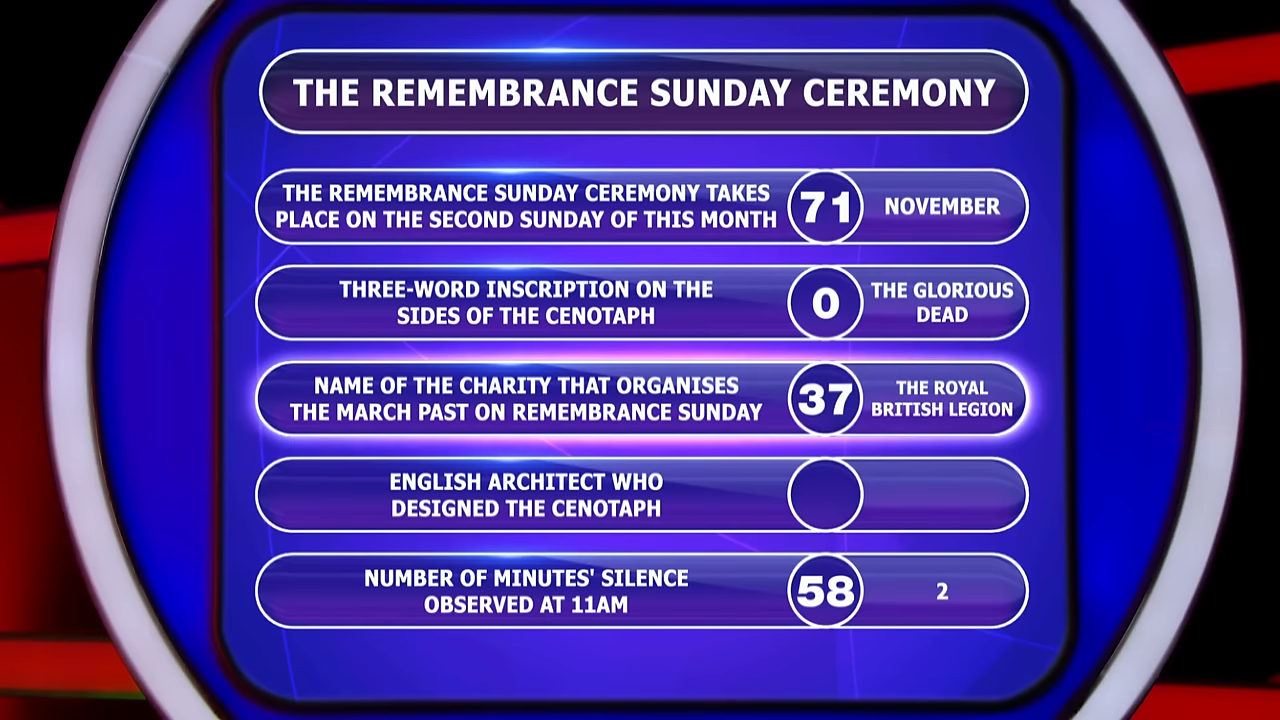 THE REMEMBRANCE SUNDAY CEREMONY
THE REMEMBRANCE SUNDAY CEREMONY TAKES
PLACE ON THE SECOND SUNDAY OF THIS MONTH
71
NOVEMBER
THREE-WORD INSCRIPTION ON THE
SIDES OF THE CENOTAPH
0
THE GLORIOUS
DEAD
NAME OF THE CHARITY THAT ORGANISES
THE MARCH PAST ON REMEMBRANCE SUNDAY
37
THE ROYAL
BRITISH LEGION
ENGLISH ARCHITECT WHO
DESIGNED THE CENOTAPH
NUMBER OF MINUTES' SILENCE
OBSERVED AT 11AM
58
2